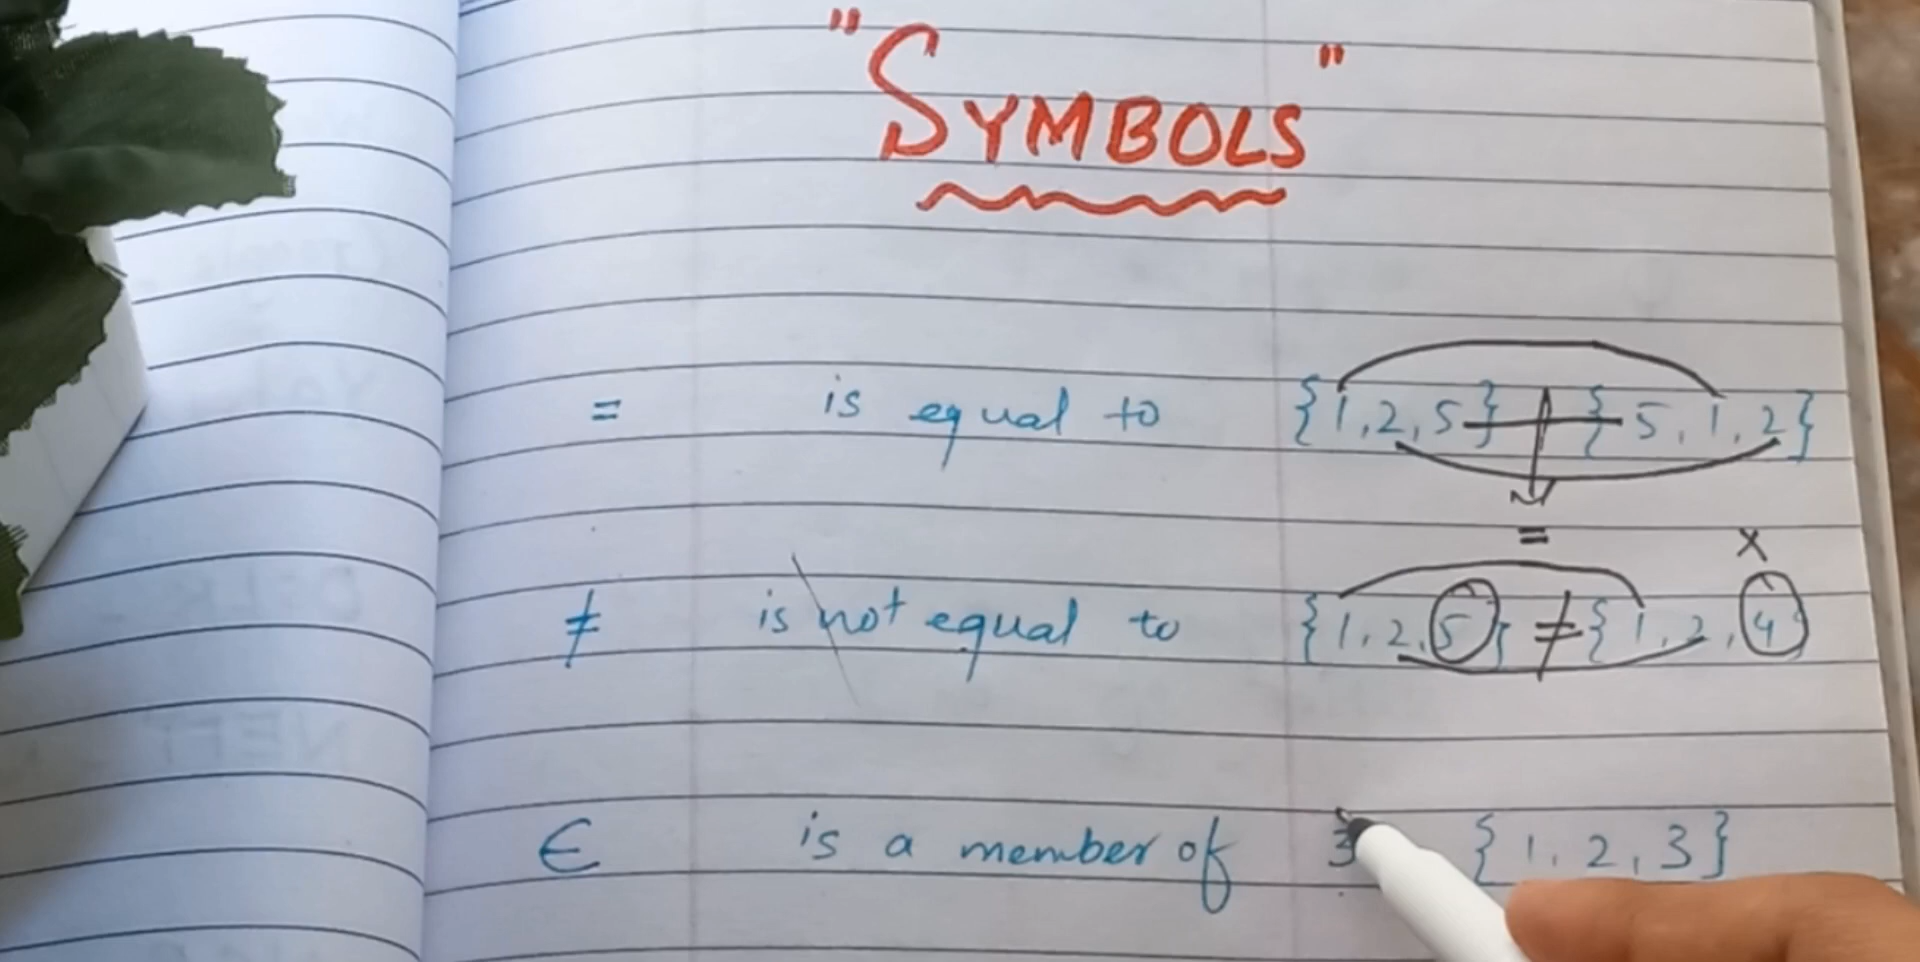 "SYMBOLS"
= is equal to {1,2,5} {5,1,2}
=
x
≠ is not equal to {1,2,5} ≠ {1,2,4}
∈ is a member of 3 {1,2,3}